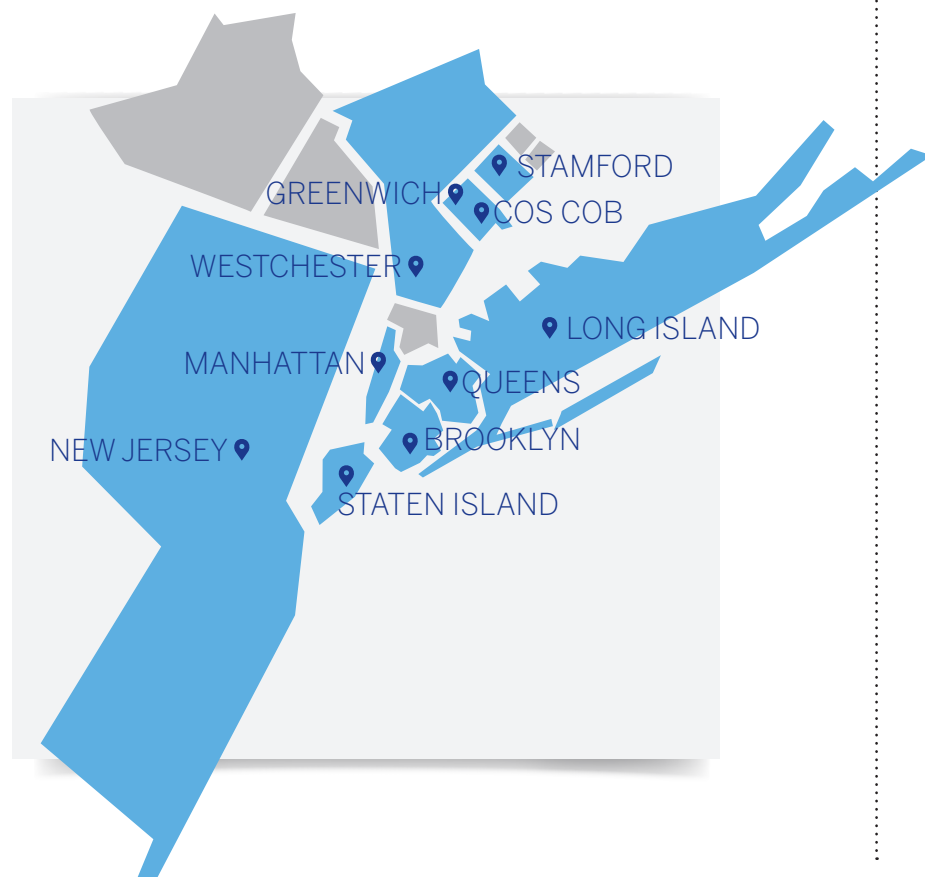 STAMFORD
GREENWICH
COS COB
WESTCHESTER
LONG ISLAND
MANHATTAN
QUEENS
BROOKLYN
NEW JERSEY
STATEN ISLAND